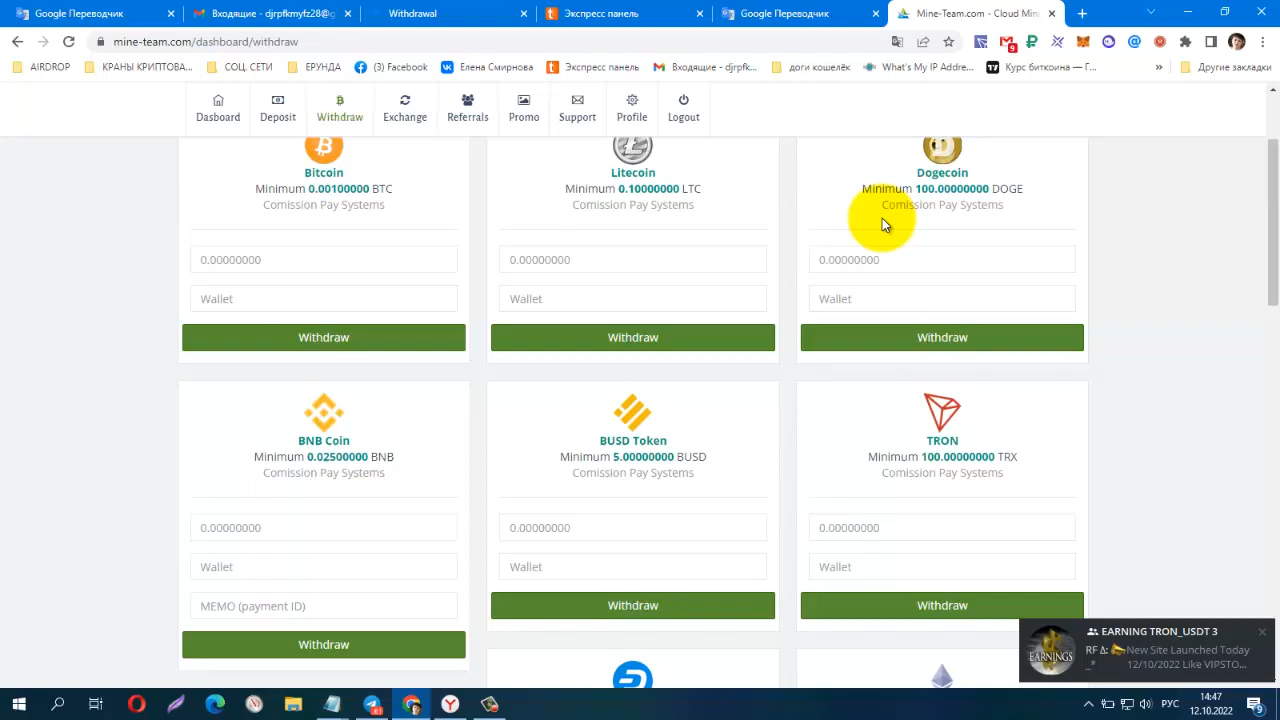 Google Переводчик
Входящие - djrpfkmyfz28@g
Withdrawal
Экспресс панель
Google Переводчик
Mine-Team.com - Cloud Mina
mine-team.com/dashboard/withdraw
9
AIRDROP
КРАНЫ КРИПТОВА...
СОЦ. СЕТИ
ЕРУНДА
(3) Facebook
Елена Смирнова
Экспресс панель
Входящие - djrpfk...
доги кошелёк
What's My IP Addre...
Курс биткоина — Г...
»
Другие закладки
Dasboard
Deposit
Withdraw
Exchange
Referrals
Promo
Support
Profile
Logout
Bitcoin
Minimum 0.00100000 BTC
Comission Pay Systems
0.00000000
Wallet
Withdraw
Litecoin
Minimum 0.10000000 LTC
Comission Pay Systems
0.00000000
Wallet
Withdraw
Dogecoin
Minimum 100.00000000 DOGE
Comission Pay Systems
0.00000000
Wallet
Withdraw
BNB Coin
Minimum 0.02500000 BNB
Comission Pay Systems
0.00000000
Wallet
MEMO (payment ID)
Withdraw
BUSD Token
Minimum 5.00000000 BUSD
Comission Pay Systems
0.00000000
Wallet
Withdraw
TRON
Minimum 100.00000000 TRX
Comission Pay Systems
0.00000000
Wallet
Withdraw
EARNINGS
EARNING TRON_USDT 3
New Site Launched Today
12/10/2022 Like VIPSTO...
РУС
14:47
12.10.2022
9